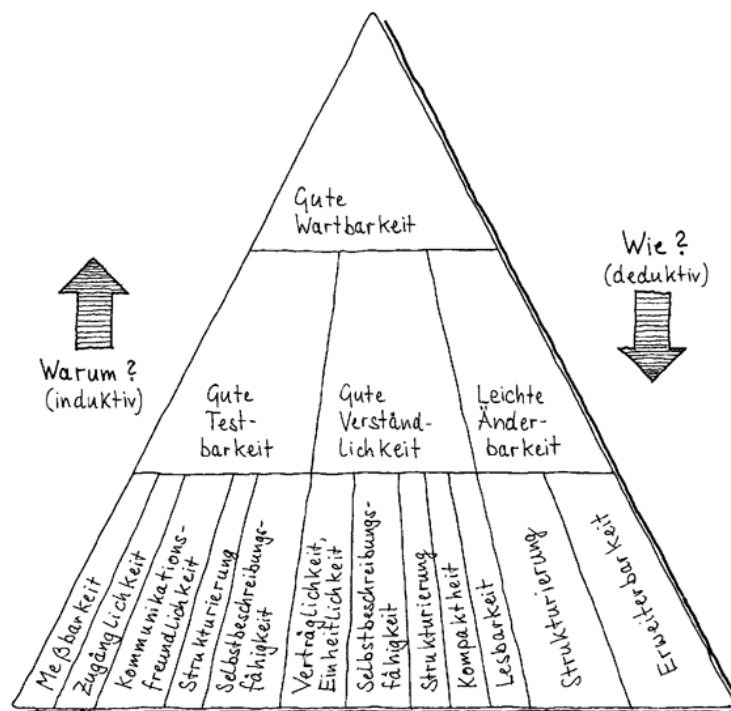 Gute
Wartbarkeit
Wie?
(deduktiv)
Warum?
(induktiv)
Gute
Test-
barkeit
Gute
Verständ-
lichkeit
Leichte
Änder-
barkeit
Meßbarkeit
Zugänglichkeit
Kommunikations-
freundlichkeit
Strukturierung
Selbstbeschreibungs-
fähigkeit
Verträglichkeit,
Einheitlichkeit
Selbstbeschreibungs-
fähigkeit
Strukturierung
Kompaktheit
Lesbarkeit
Strukturierung
Erweiterbarkeit